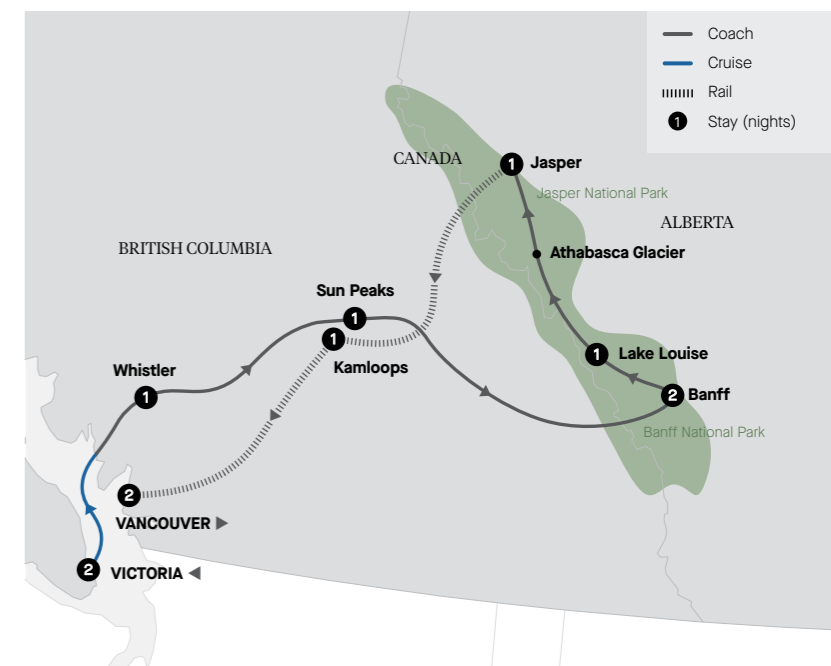 Coach
Cruise
Rail
1 Stay (nights)
CANADA
1 Jasper
Jasper National Park
ALBERTA
BRITISH COLUMBIA
Athabasca Glacier
Sun Peaks
1
1
Kamloops
Whistler
1
1 Lake Louise
2 Banff
Banff National Park
2
VANCOUVER
2 VICTORIA